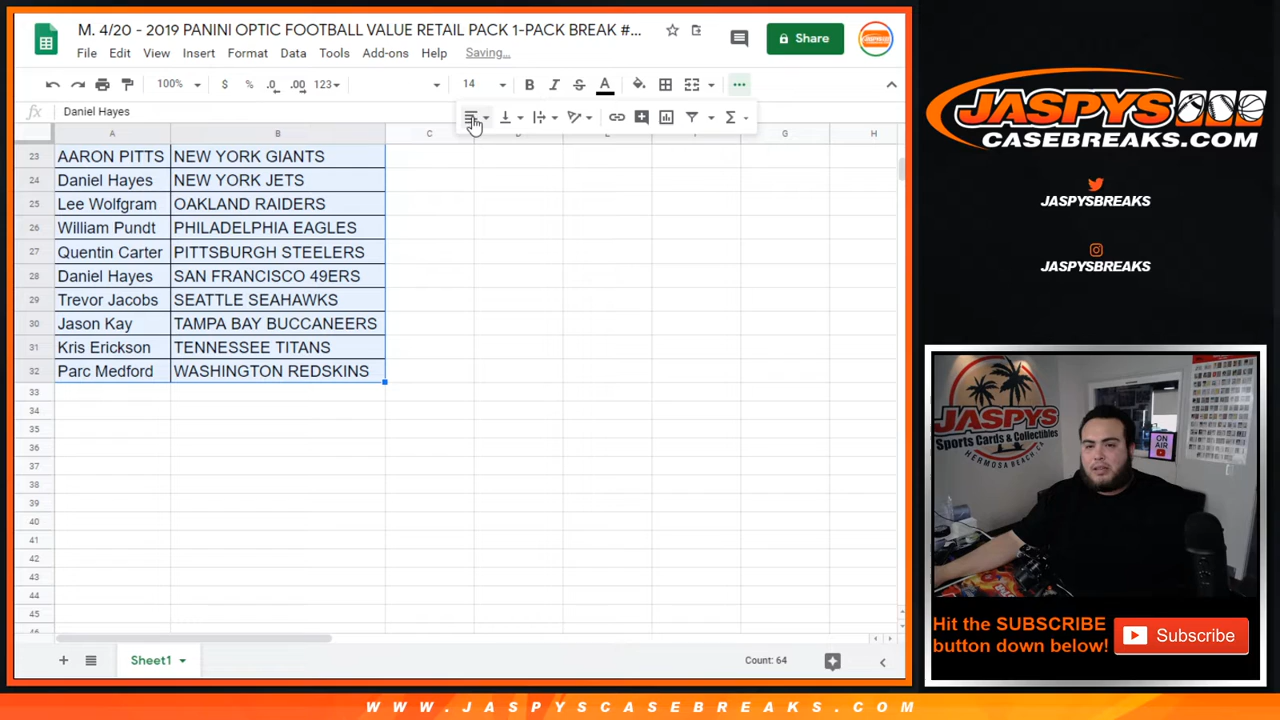 M. 4/20 - 2019 PANINI OPTIC FOOTBALL VALUE RETAIL PACK 1-PACK BREAK #...
Share
File Edit View Insert Format Data Tools Add-ons Help Saving...
100% $ % .0 .00 123 14 B I S A
fx Daniel Hayes
A B C D E F G H
23 AARON PITTS NEW YORK GIANTS
24 Daniel Hayes NEW YORK JETS
25 Lee Wolfgram OAKLAND RAIDERS
26 William Pundt PHILADELPHIA EAGLES
27 Quentin Carter PITTSBURGH STEELERS
28 Daniel Hayes SAN FRANCISCO 49ERS
29 Trevor Jacobs SEATTLE SEAHAWKS
30 Jason Kay TAMPA BAY BUCCANEERS
31 Kris Erickson TENNESSEE TITANS
32 Parc Medford WASHINGTON REDSKINS
33
34
35
36
37
38
39
40
41
42
43
44
45
Sheet1
Count: 64
JASPYS
CASEBREAKS.COM
JASPYSBREAKS
JASPYSBREAKS
JASPYS
Sports Cards & Collectibles
HERMOSA BEACH, CA
ON
AIR
Hit the SUBSCRIBE
button down below!
Subscribe
WWW.JASPYSCASEBREAKS.COM